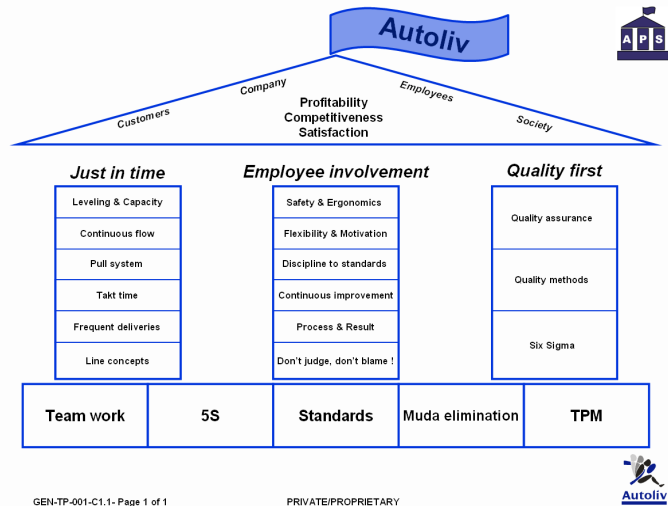 Autoliv
A P S
Customers
Company
Employees
Society
Profitability
Competitiveness
Satisfaction
Just in time
Leveling & Capacity
Continuous flow
Pull system
Takt time
Frequent deliveries
Line concepts
Employee involvement
Safety & Ergonomics
Flexibility & Motivation
Discipline to standards
Continuous improvement
Process & Result
Don't judge, don't blame !
Quality first
Quality assurance
Quality methods
Six Sigma
Team work
5S
Standards
Muda elimination
TPM
Autoliv
GEN-TP-001-C1.1- Page 1 of 1
PRIVATE/PROPRIETARY